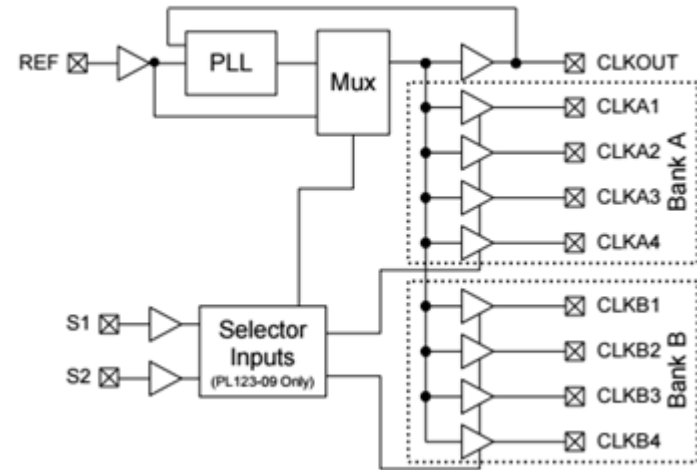 REF
PLL
Mux
CLKOUT
CLKA1
CLKA2
CLKA3
CLKA4
Bank A
S1
S2
Selector
Inputs
(PL123-09 Only)
CLKB1
CLKB2
CLKB3
CLKB4
Bank B